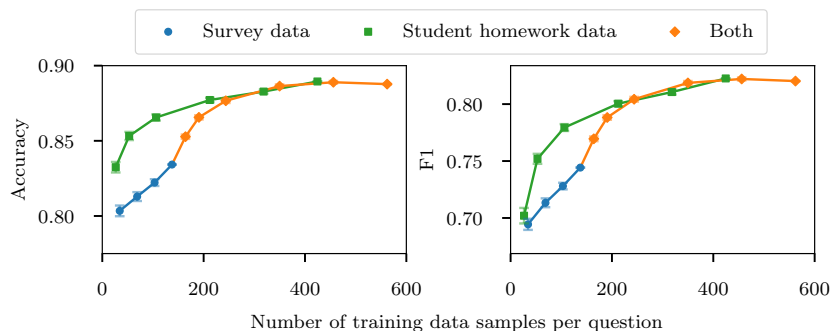 Survey data
Student homework data
Both
0.90
0.85
0.80
Accuracy
0
200
400
600
0.80
0.75
0.70
F1
0
200
400
600
Number of training data samples per question